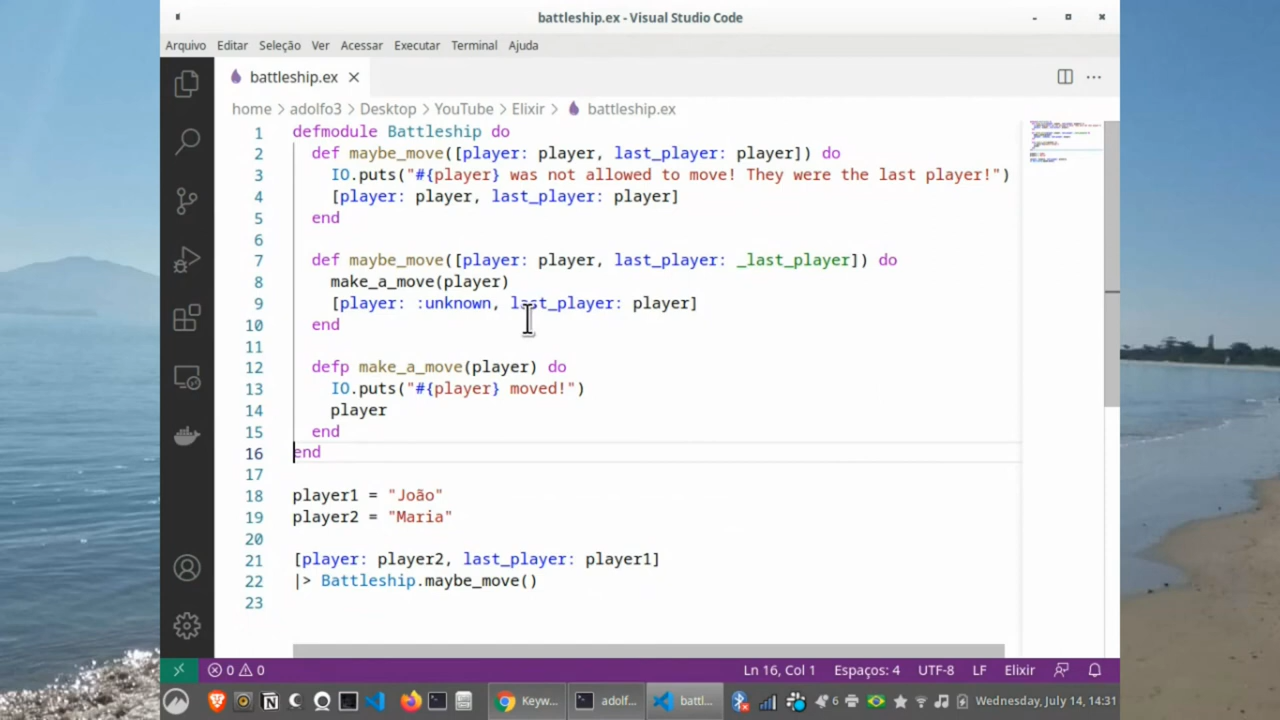 battleship.ex - Visual Studio Code
Arquivo Editar Seleção Ver Acessar Executar Terminal Ajuda
battleship.ex
home > adolfo3 > Desktop > YouTube > Elixir > battleship.ex
1 defmodule Battleship do
2 def maybe_move([player: player, last_player: player]) do
3 IO.puts("#{player} was not allowed to move! They were the last player!")
4 [player: player, last_player: player]
5 end
6
7 def maybe_move([player: player, last_player: _last_player]) do
8 make_a_move(player)
9 [player: :unknown, last_player: player]
10 end
11
12 defp make_a_move(player) do
13 IO.puts("#{player} moved!")
14 player
15 end
16 end
17
18 player1 = "João"
19 player2 = "Maria"
20
21 [player: player2, last_player: player1]
22 |> Battleship.maybe_move()
23
0 0 Ln 16, Col 1 Espaços: 4 UTF-8 LF Elixir
Keyw... adolf... battl... 6 Wednesday, July 14, 14:31